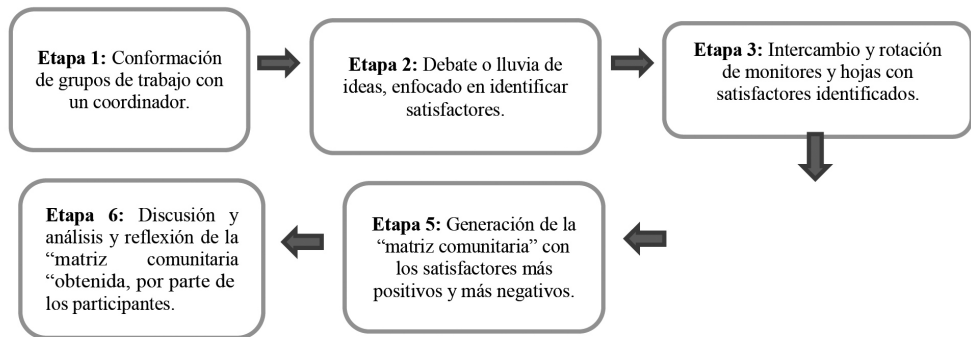 Etapa 1: Conformación
de grupos de trabajo con
un coordinador.
Etapa 2: Debate o lluvia de
ideas, enfocado en identificar
satisfactores.
Etapa 3: Intercambio y rotación
de monitores y hojas con
satisfactores identificados.
Etapa 6: Discusión y
análisis y reflexión de la
“matriz comunitaria
“obtenida, por parte de
los participantes.
Etapa 5: Generación de la
“matriz comunitaria” con
los satisfactores más
positivos y más negativos.